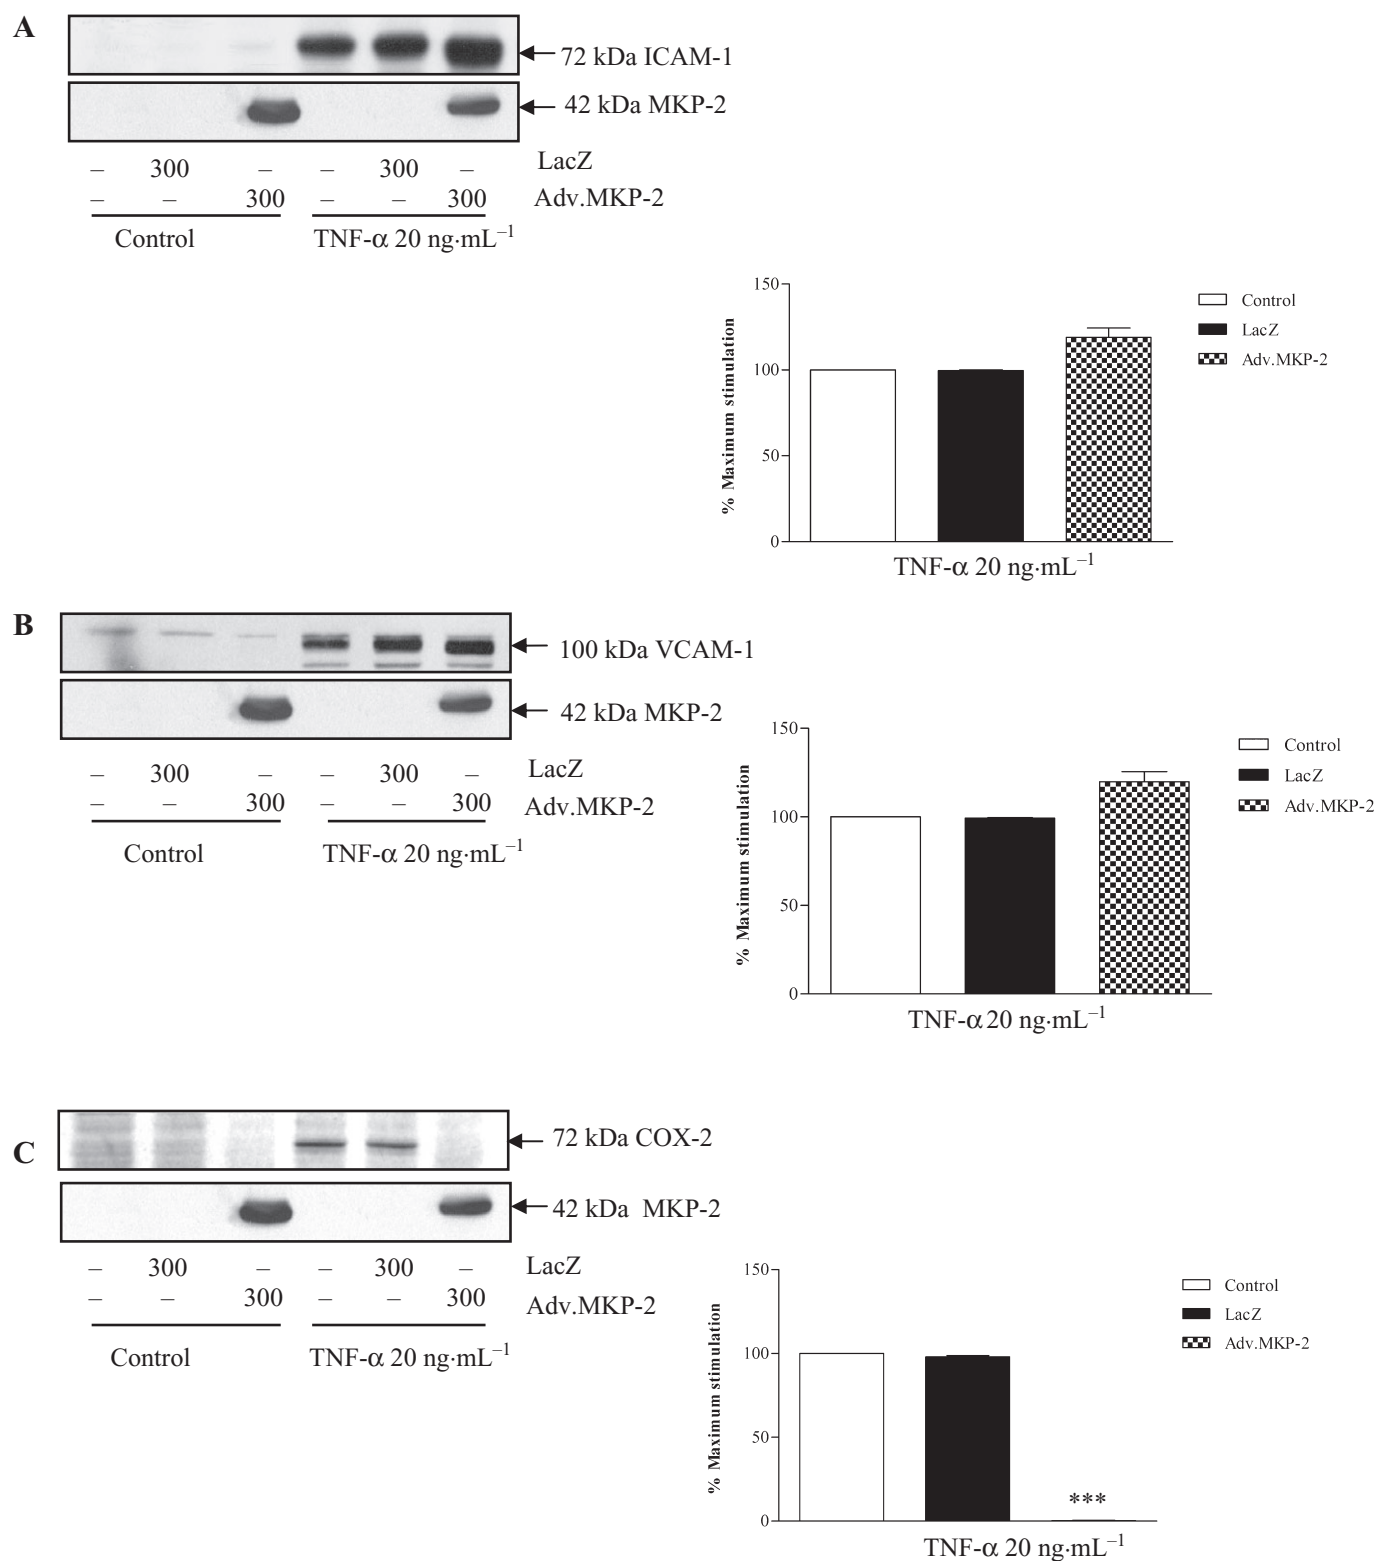 A
72 kDa ICAM-1
42 kDa MKP-2
– 300 – – 300 – LacZ
– – 300 – – 300 Adv.MKP-2
Control TNF-α 20 ng·mL⁻¹
150
100
50
0
% Maximum stimulation
Control
LacZ
Adv.MKP-2
TNF-α 20 ng·mL⁻¹
B
100 kDa VCAM-1
42 kDa MKP-2
– 300 – – 300 – LacZ
– – 300 – – 300 Adv.MKP-2
Control TNF-α 20 ng·mL⁻¹
150
100
50
0
% Maximum stimulation
Control
LacZ
Adv.MKP-2
TNF-α 20 ng·mL⁻¹
C
72 kDa COX-2
42 kDa MKP-2
– 300 – – 300 – LacZ
– – 300 – – 300 Adv.MKP-2
Control TNF-α 20 ng·mL⁻¹
150
100
50
0
% Maximum stimulation
Control
LacZ
Adv.MKP-2
***
TNF-α 20 ng·mL⁻¹